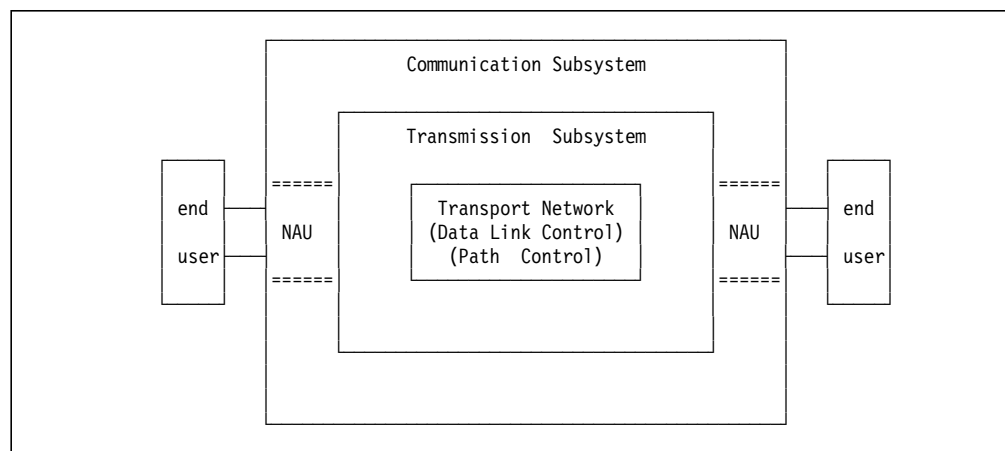 Communication Subsystem
Transmission Subsystem
====== ======
end Transport Network end
NAU (Data Link Control) NAU
user (Path Control) user
====== ======